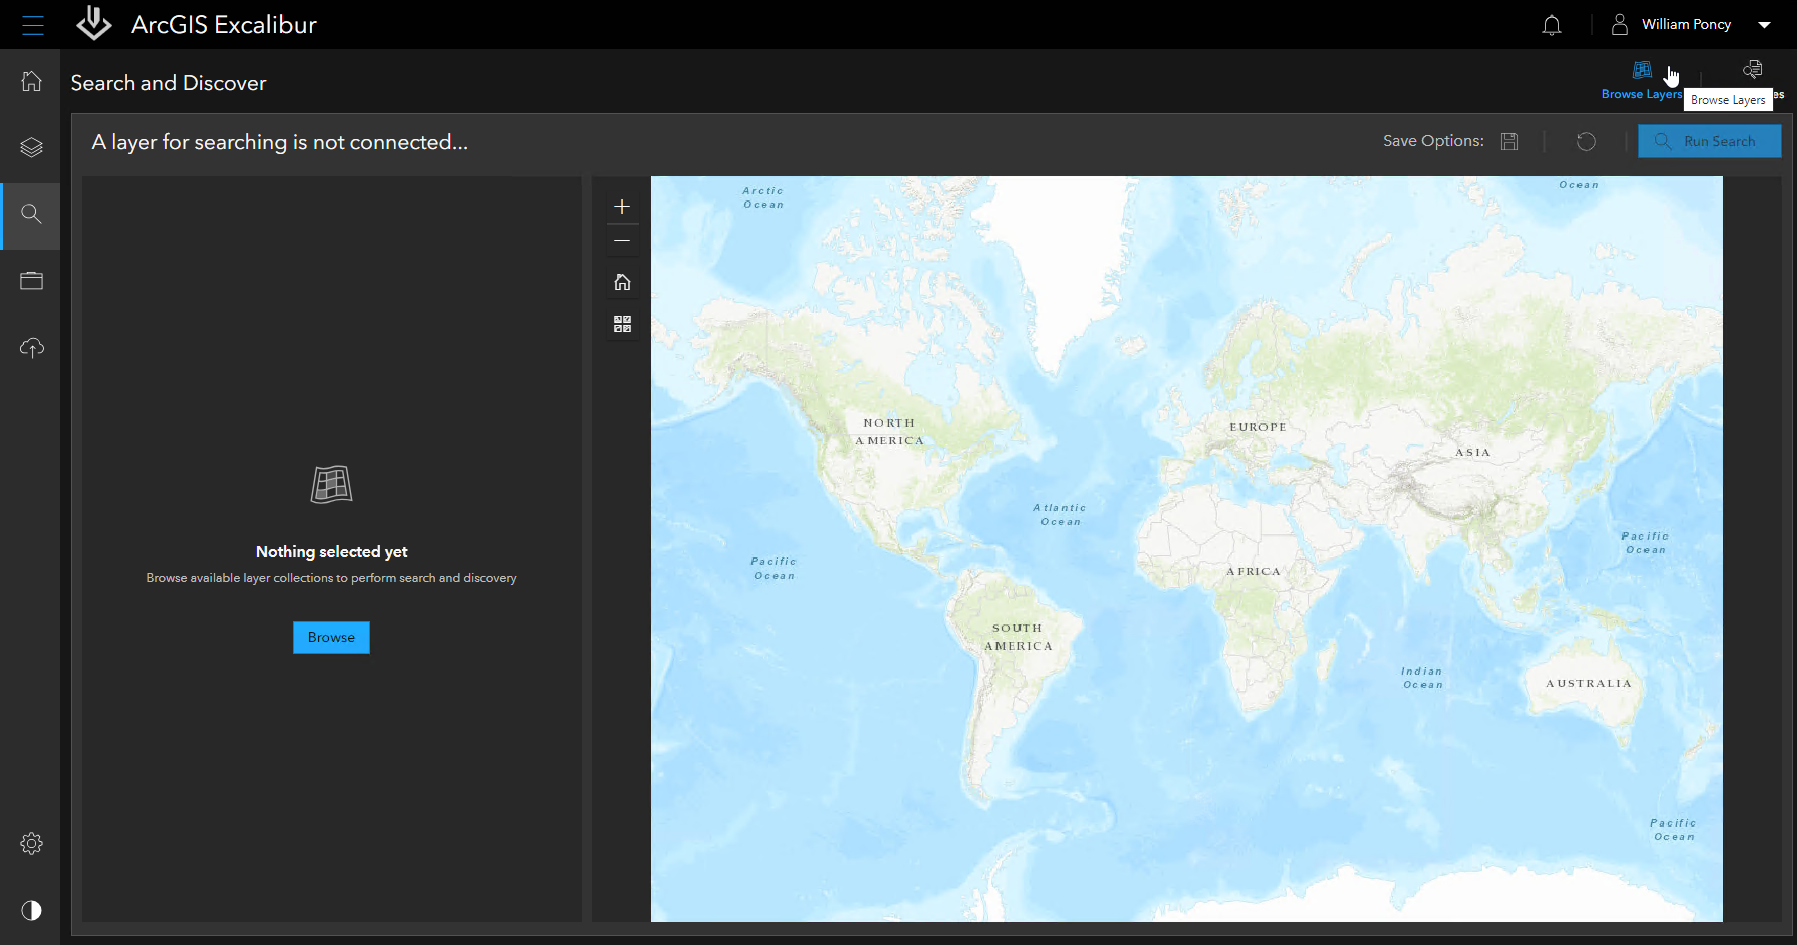 ArcGIS Excalibur
William Poncy
Search and Discover
Browse Layers
Browse Layers
es
A layer for searching is not connected...
Save Options:
Run Search
Nothing selected yet
Browse available layer collections to perform search and discovery
Browse
Arctic
Ocean
Ocean
NORTH
AMERICA
EUROPE
ASIA
Atlantic
Ocean
Pacific
Ocean
Pacific
Ocean
AFRICA
SOUTH
AMERICA
Indian
Ocean
AUSTRALIA
Pacific
Ocean